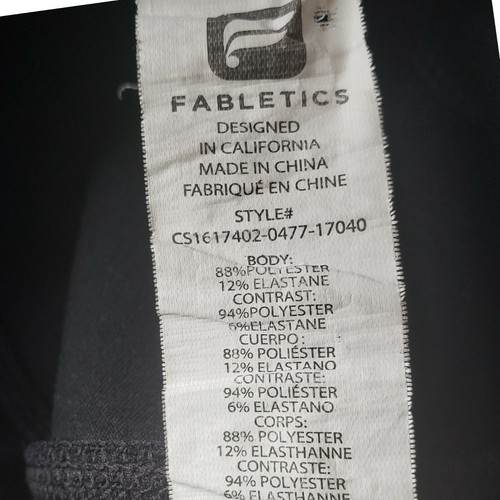 FABLETICS
DESIGNED
IN CALIFORNIA
MADE IN CHINA
FABRIQUÉ EN CHINE
STYLE#
CS1617402-0477-17040
BODY:
88%POLYESTER
12% ELASTANE
CONTRAST:
94%POLYESTER
6%ELASTANE
CUERPO:
88% POLIÉSTER
12% ELASTANO
CONTRASTE:
94% POLIÉSTER
6% ELASTANO
CORPS:
88% POLYESTER
12% ELASTHANNE
CONTRASTE:
94% POLYESTER
6% ELASTHANNE